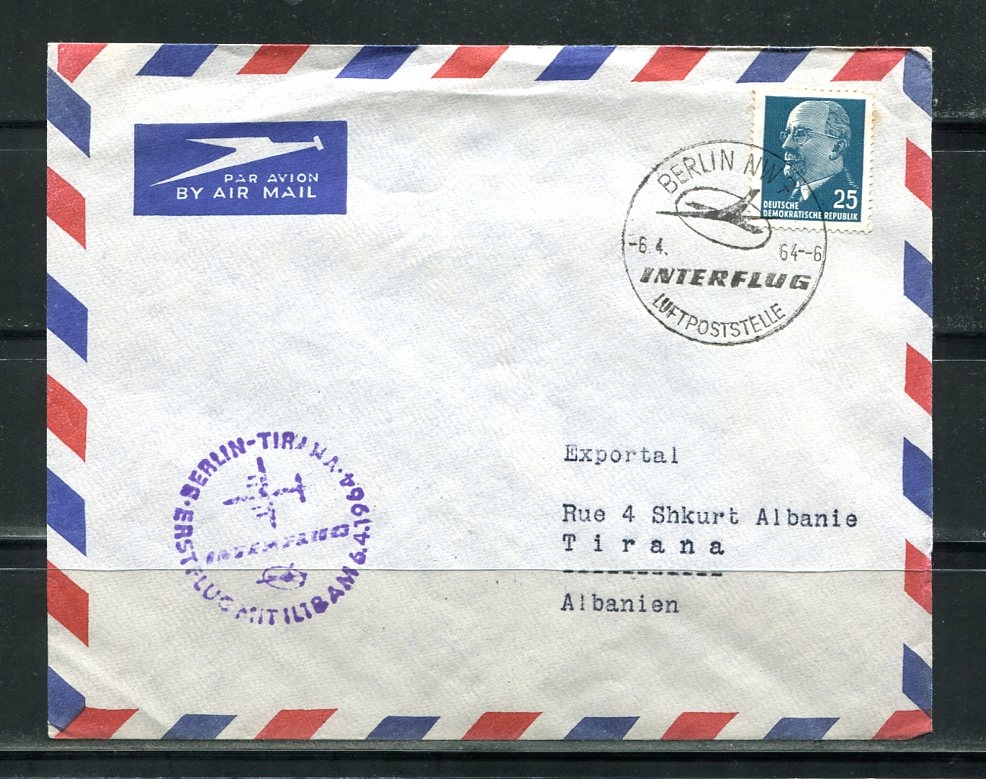 PAR AVION
BY AIR MAIL
25
DEUTSCHE
DEMOKRATISCHE REPUBLIK
BERLIN NW
-6.4. 64--6
INTERFLUG
LUFTPOSTSTELLE
Exportal
Rue 4 Shkurt Albanie
Tirana
Albanien
ERSTFLUG MIT IL18 AM 6.4.1964 · BERLIN-TIRANA ·
INTERFLUG